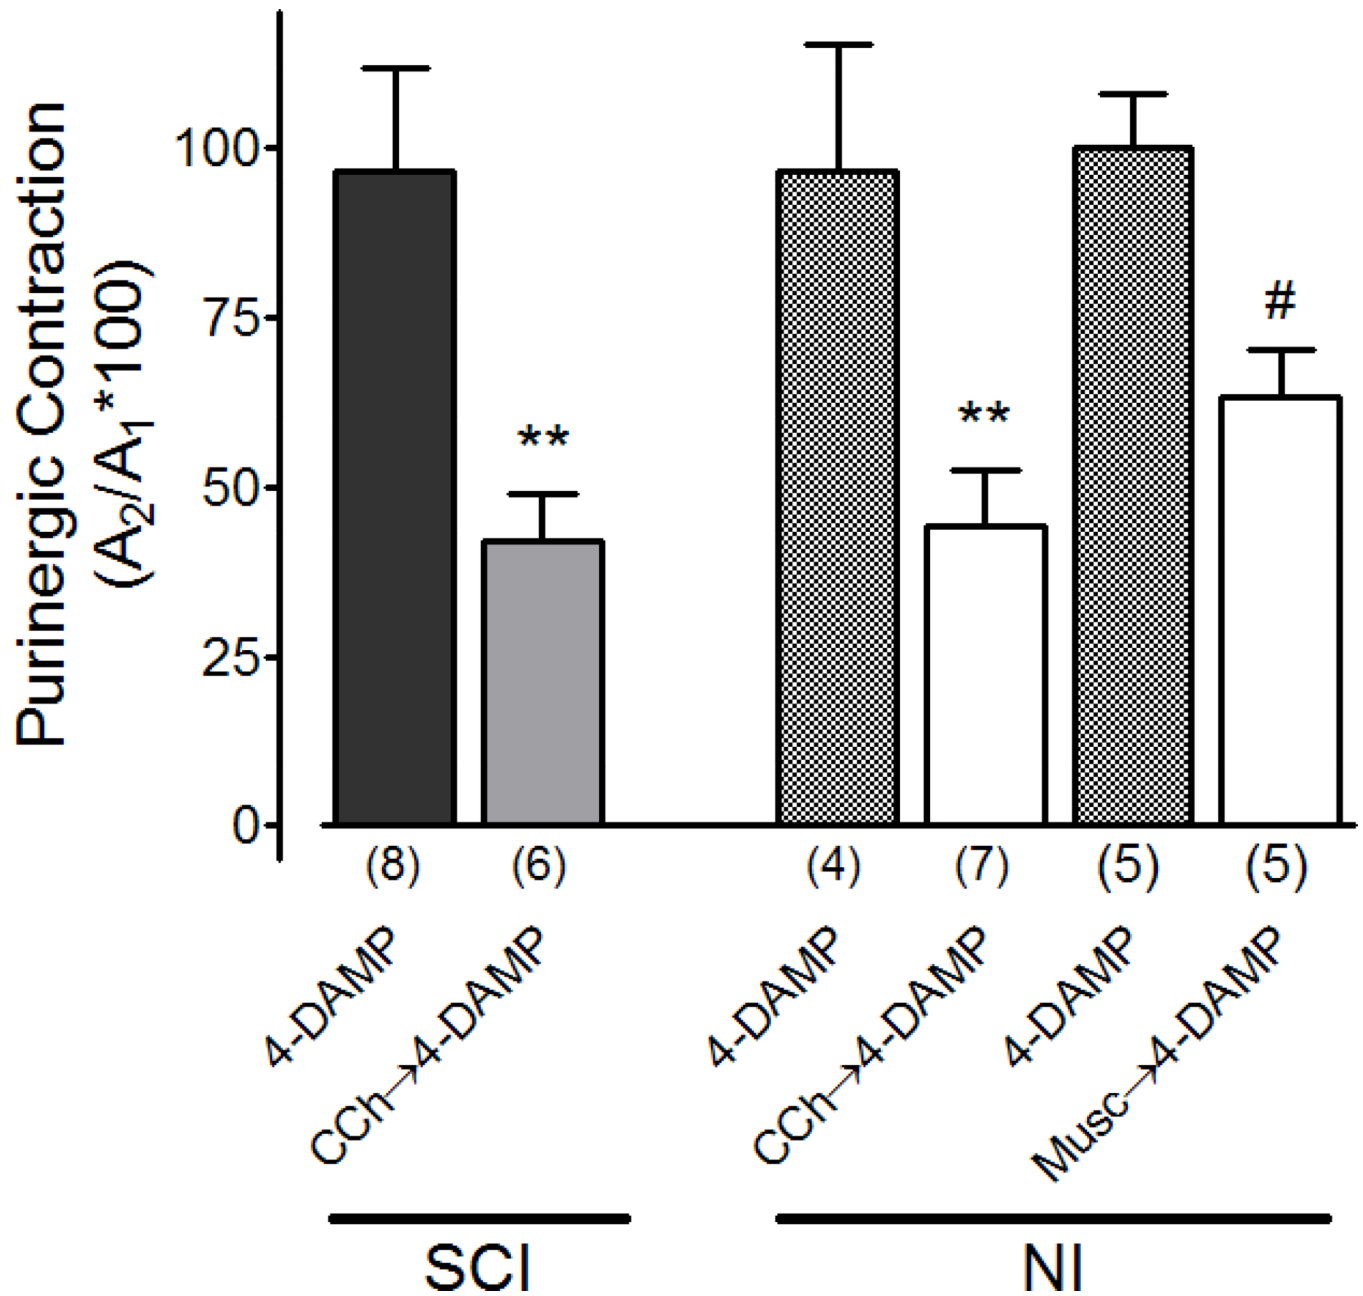 Purinergic Contraction
(A₂/A₁*100)
100
75
50
25
0
**
**
#
(8) (6) (4) (7) (5) (5)
4-DAMP
CCh→4-DAMP
4-DAMP
CCh→4-DAMP
4-DAMP
Musc→4-DAMP
SCI NI